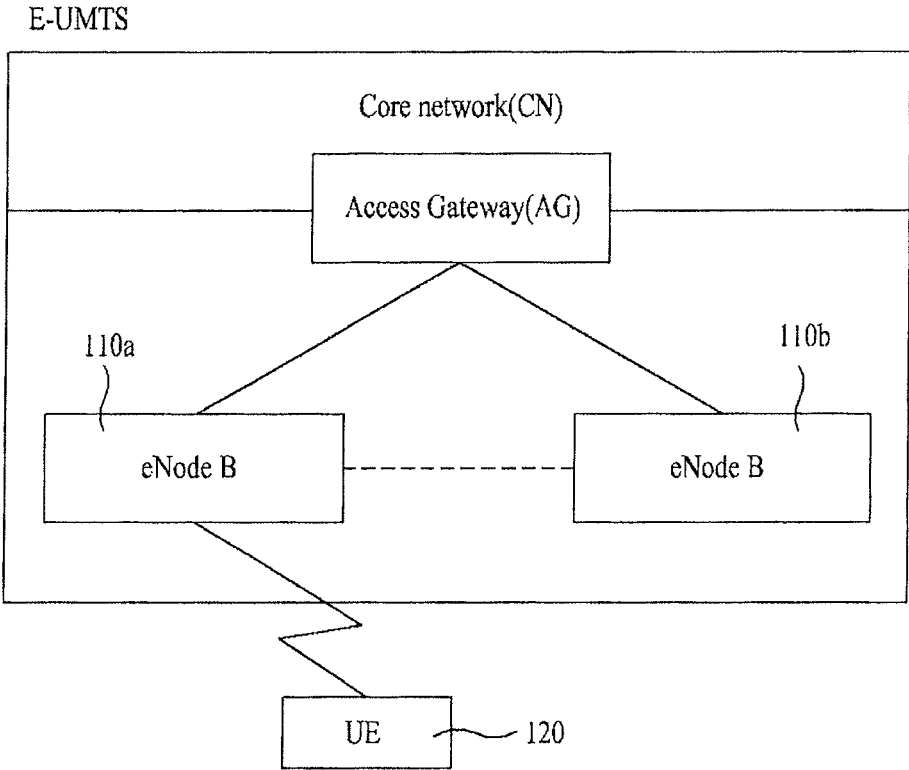 E-UMTS
Core network(CN)
Access Gateway(AG)
110a
110b
eNode B
eNode B
UE
120